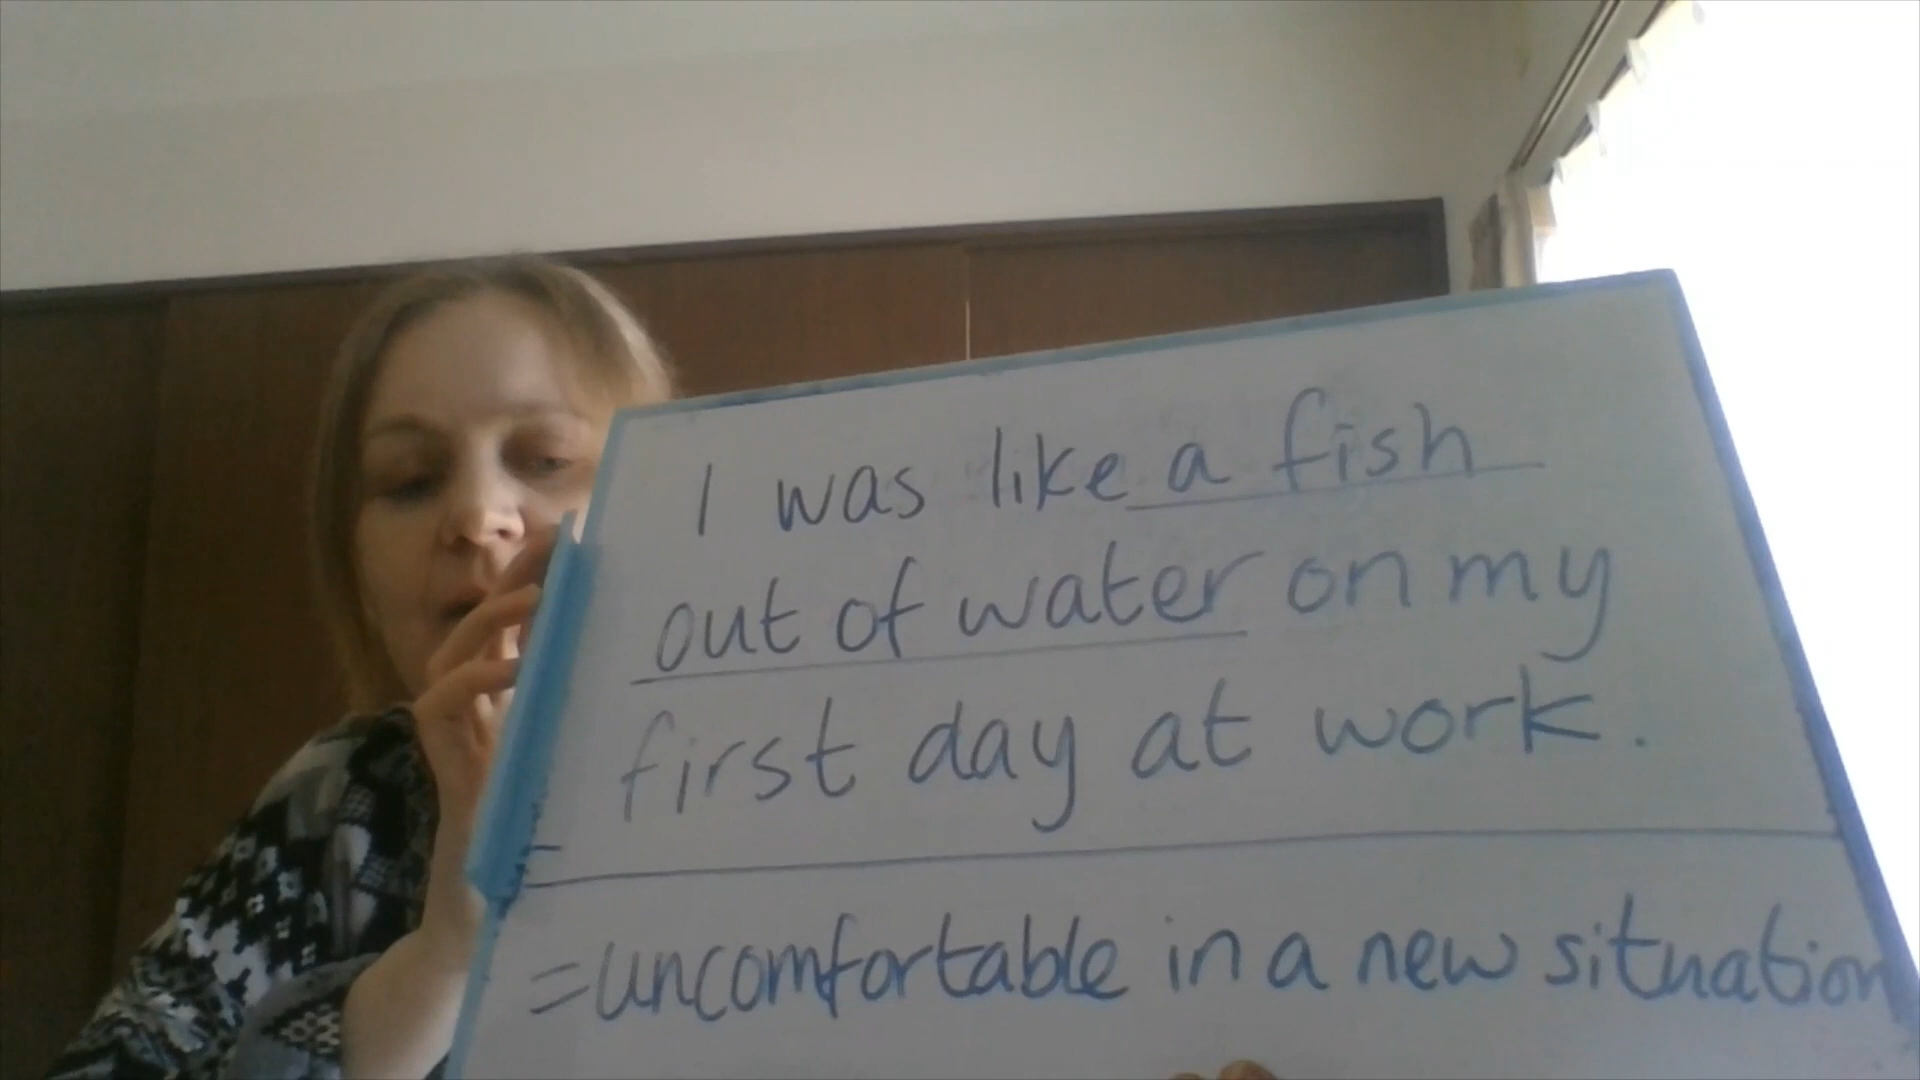 I was like a fish
out of water on my
first day at work.
=uncomfortable in a new situation